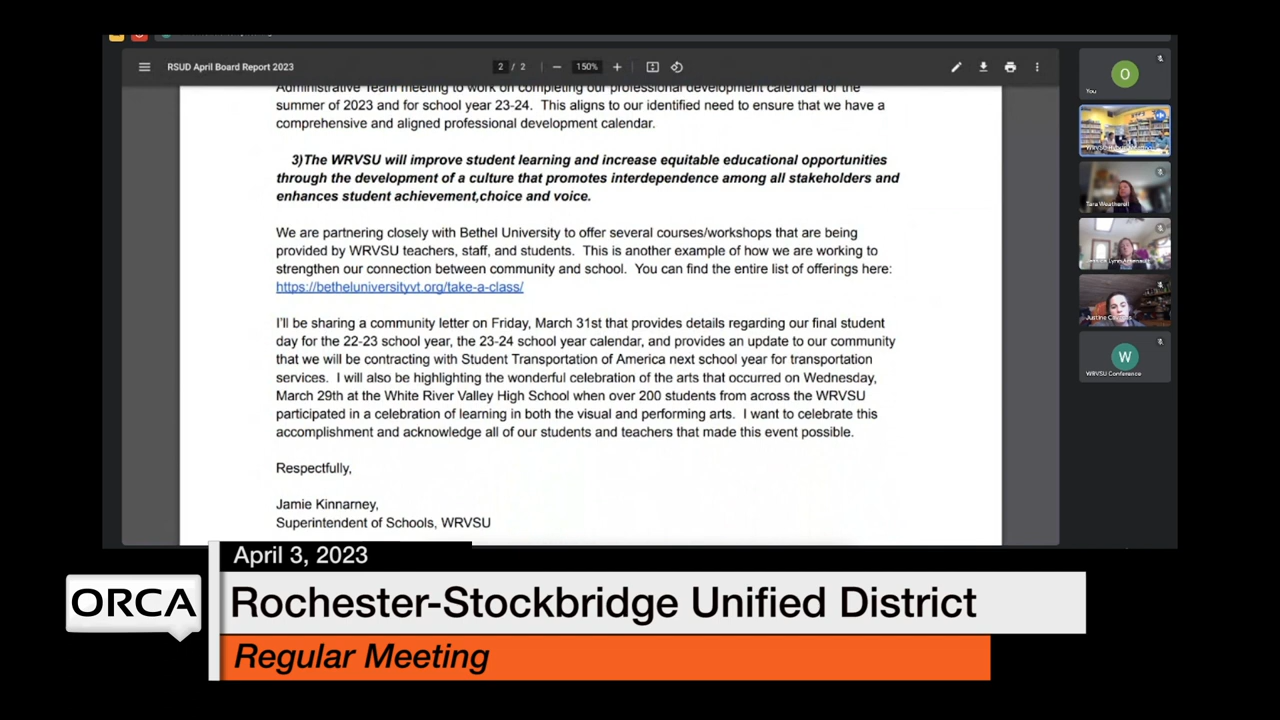 RSUD April Board Report 2023
2 / 2
150%
Administrative Team meeting to work on completing our professional development calendar for the
summer of 2023 and for school year 23-24. This aligns to our identified need to ensure that we have a
comprehensive and aligned professional development calendar.
3)The WRVSU will improve student learning and increase equitable educational opportunities
through the development of a culture that promotes interdependence among all stakeholders and
enhances student achievement,choice and voice.
We are partnering closely with Bethel University to offer several courses/workshops that are being
provided by WRVSU teachers, staff, and students. This is another example of how we are working to
strengthen our connection between community and school. You can find the entire list of offerings here:
https://betheluniversityvt.org/take-a-class/
I'll be sharing a community letter on Friday, March 31st that provides details regarding our final student
day for the 22-23 school year, the 23-24 school year calendar, and provides an update to our community
that we will be contracting with Student Transportation of America next school year for transportation
services. I will also be highlighting the wonderful celebration of the arts that occurred on Wednesday,
March 29th at the White River Valley High School when over 200 students from across the WRVSU
participated in a celebration of learning in both the visual and performing arts. I want to celebrate this
accomplishment and acknowledge all of our students and teachers that made this event possible.
Respectfully,
Jamie Kinnarney,
Superintendent of Schools, WRVSU
O
You
Tara Weatherell
Justine
W
WRVSU Conference
April 3, 2023
ORCA
Rochester-Stockbridge Unified District
Regular Meeting